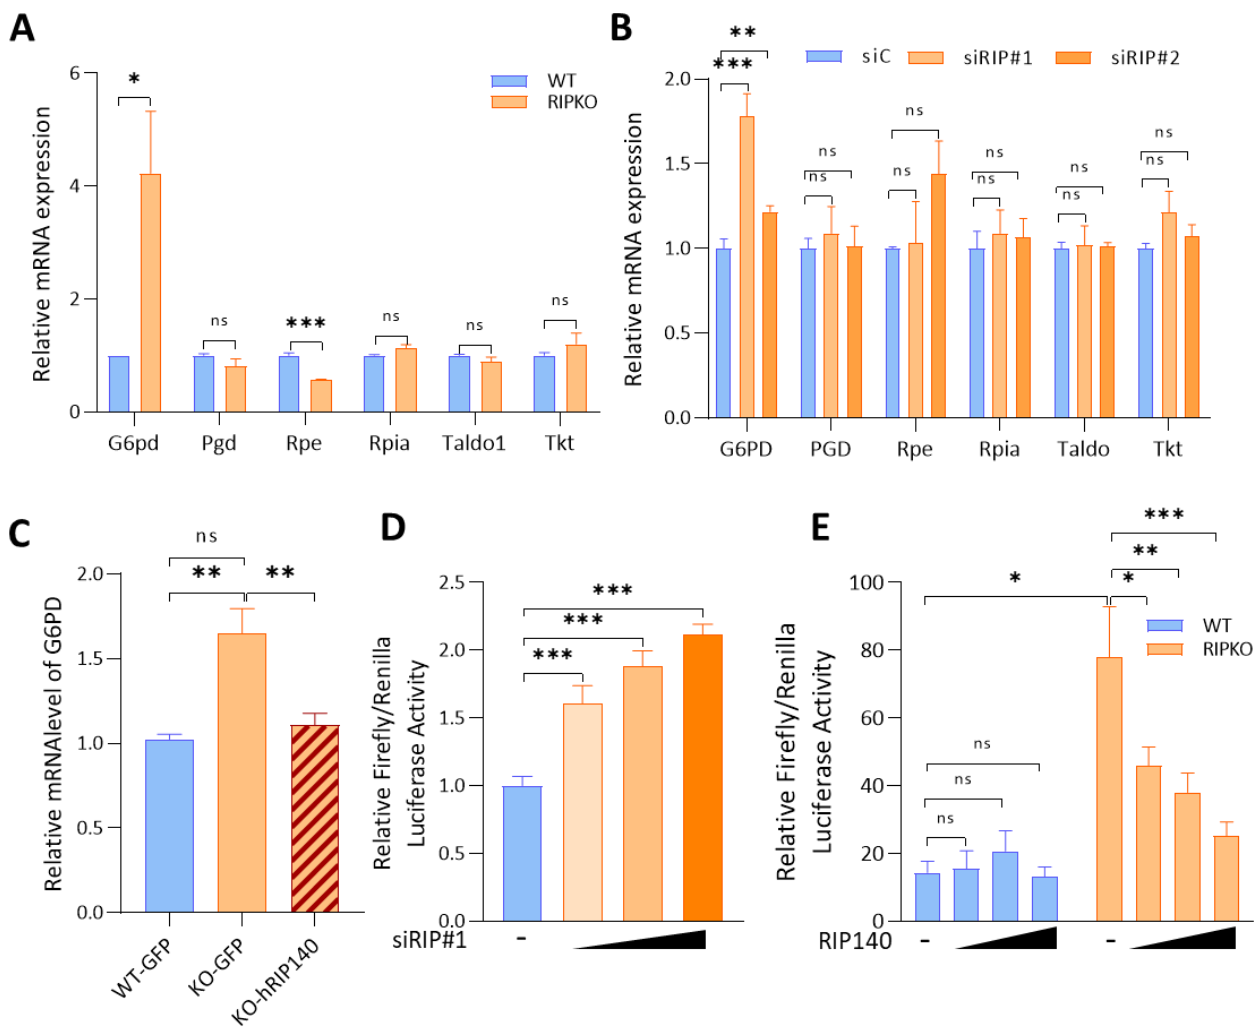 A
Relative mRNA expression
6
4
2
0
*
ns
***
ns
ns
ns
WT
RIPKO
G6pd
Pgd
Rpe
Rpia
Taldo1
Tkt
B
Relative mRNA expression
2.0
1.5
1.0
0.5
0.0
siC
siRIP#1
siRIP#2
**
***
ns
ns
ns
ns
ns
ns
ns
ns
ns
ns
G6PD
PGD
Rpe
Rpia
Taldo
Tkt
C
Relative mRNAlevel of G6PD
2.0
1.5
1.0
0.5
0.0
ns
**
**
WT-GFP
KO-GFP
KO-hRIP140
D
Relative Firefly/Renilla
Luciferase Activity
2.5
2.0
1.5
1.0
0.5
0.0
***
***
***
siRIP#1
-
E
Relative Firefly/Renilla
Luciferase Activity
100
80
60
40
20
0
***
**
*
*
ns
ns
ns
WT
RIPKO
RIP140
-
-